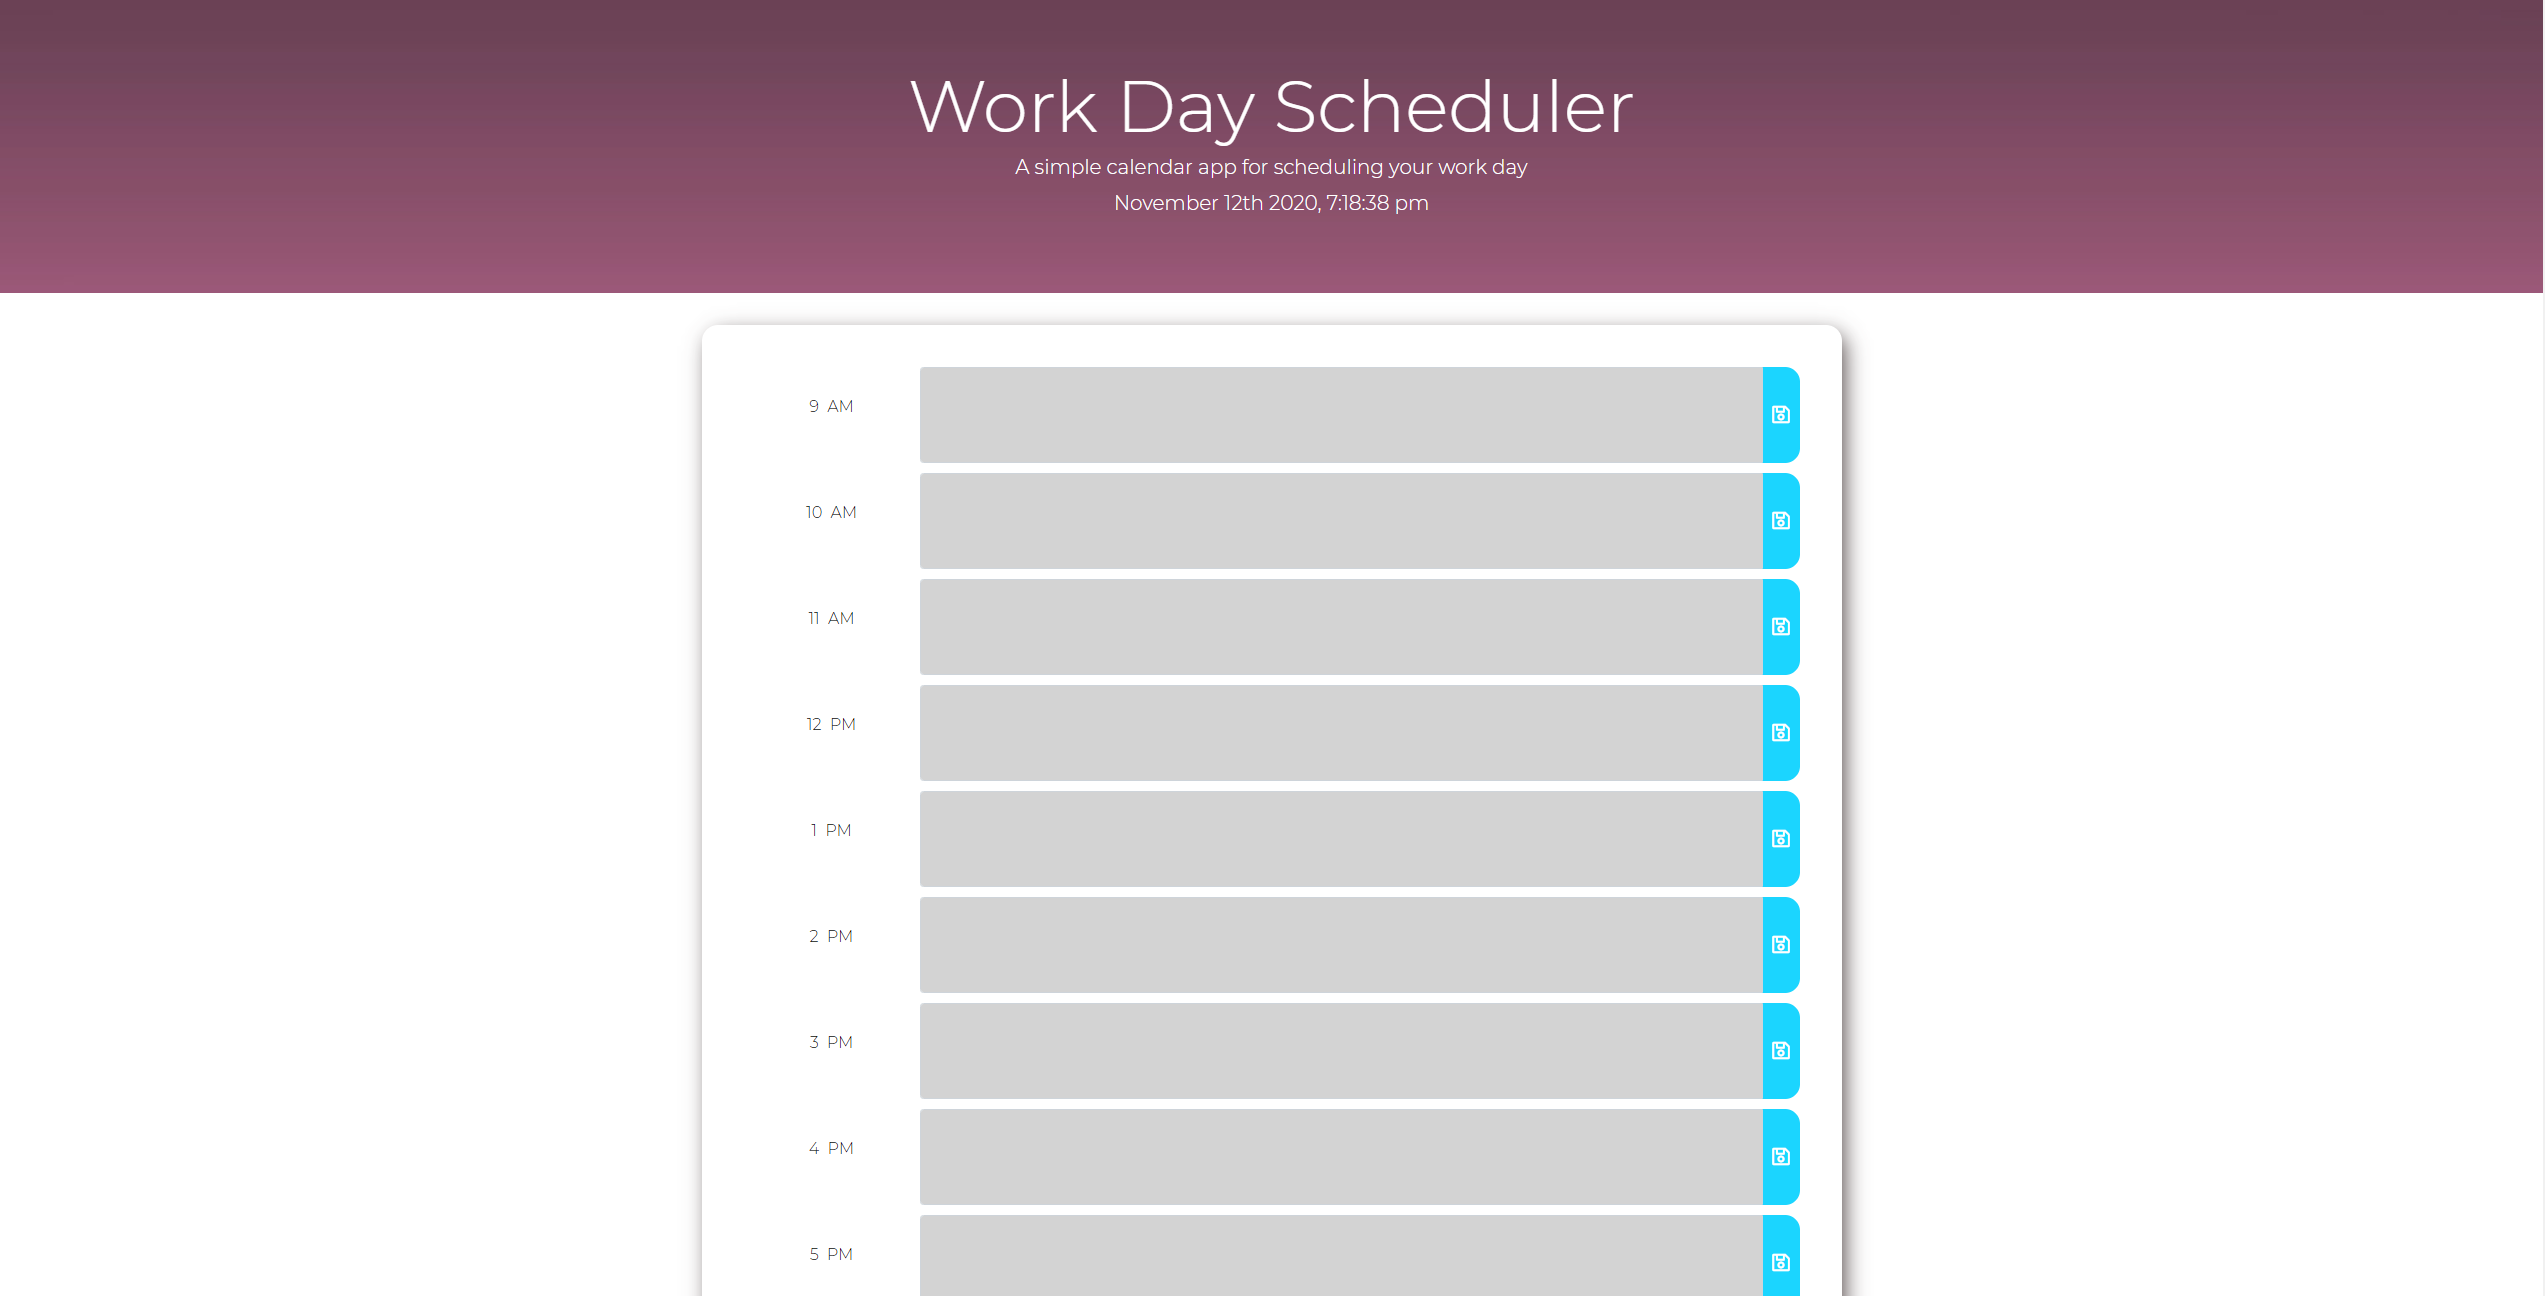 Work Day Scheduler
A simple calendar app for scheduling your work day
November 12th 2020, 7:18:38 pm
9 AM
10 AM
11 AM
12 PM
1 PM
2 PM
3 PM
4 PM
5 PM